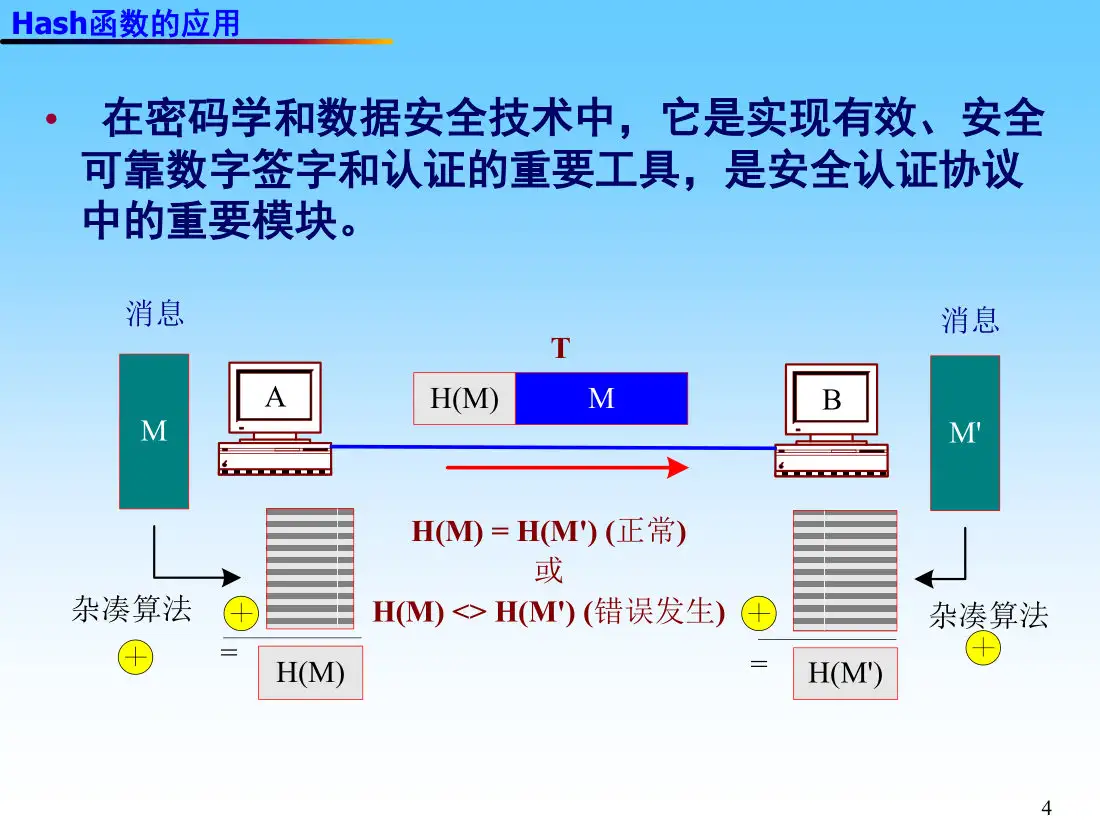 Hash函数的应用
• 在密码学和数据安全技术中，它是实现有效、安全
可靠数字签字和认证的重要工具，是安全认证协议
中的重要模块。
消息
消息
T
A
H(M) M
B
M
M'
H(M) = H(M') (正常)
或
H(M) <> H(M') (错误发生)
杂凑算法
杂凑算法
=
=
H(M)
H(M')
4